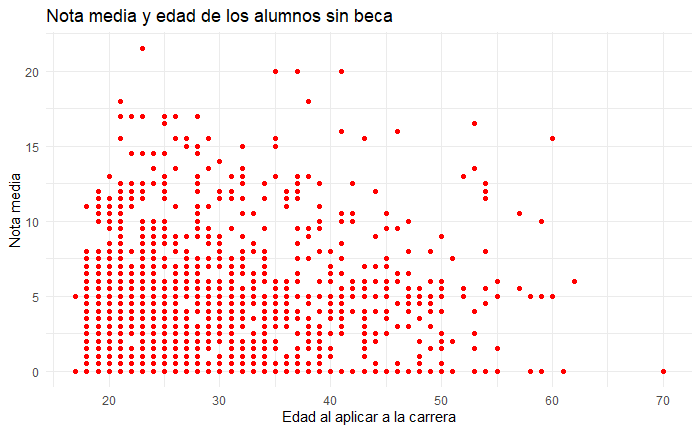 Nota media y edad de los alumnos sin beca
Nota media
20
15
10
5
0
20 30 40 50 60 70
Edad al aplicar a la carrera